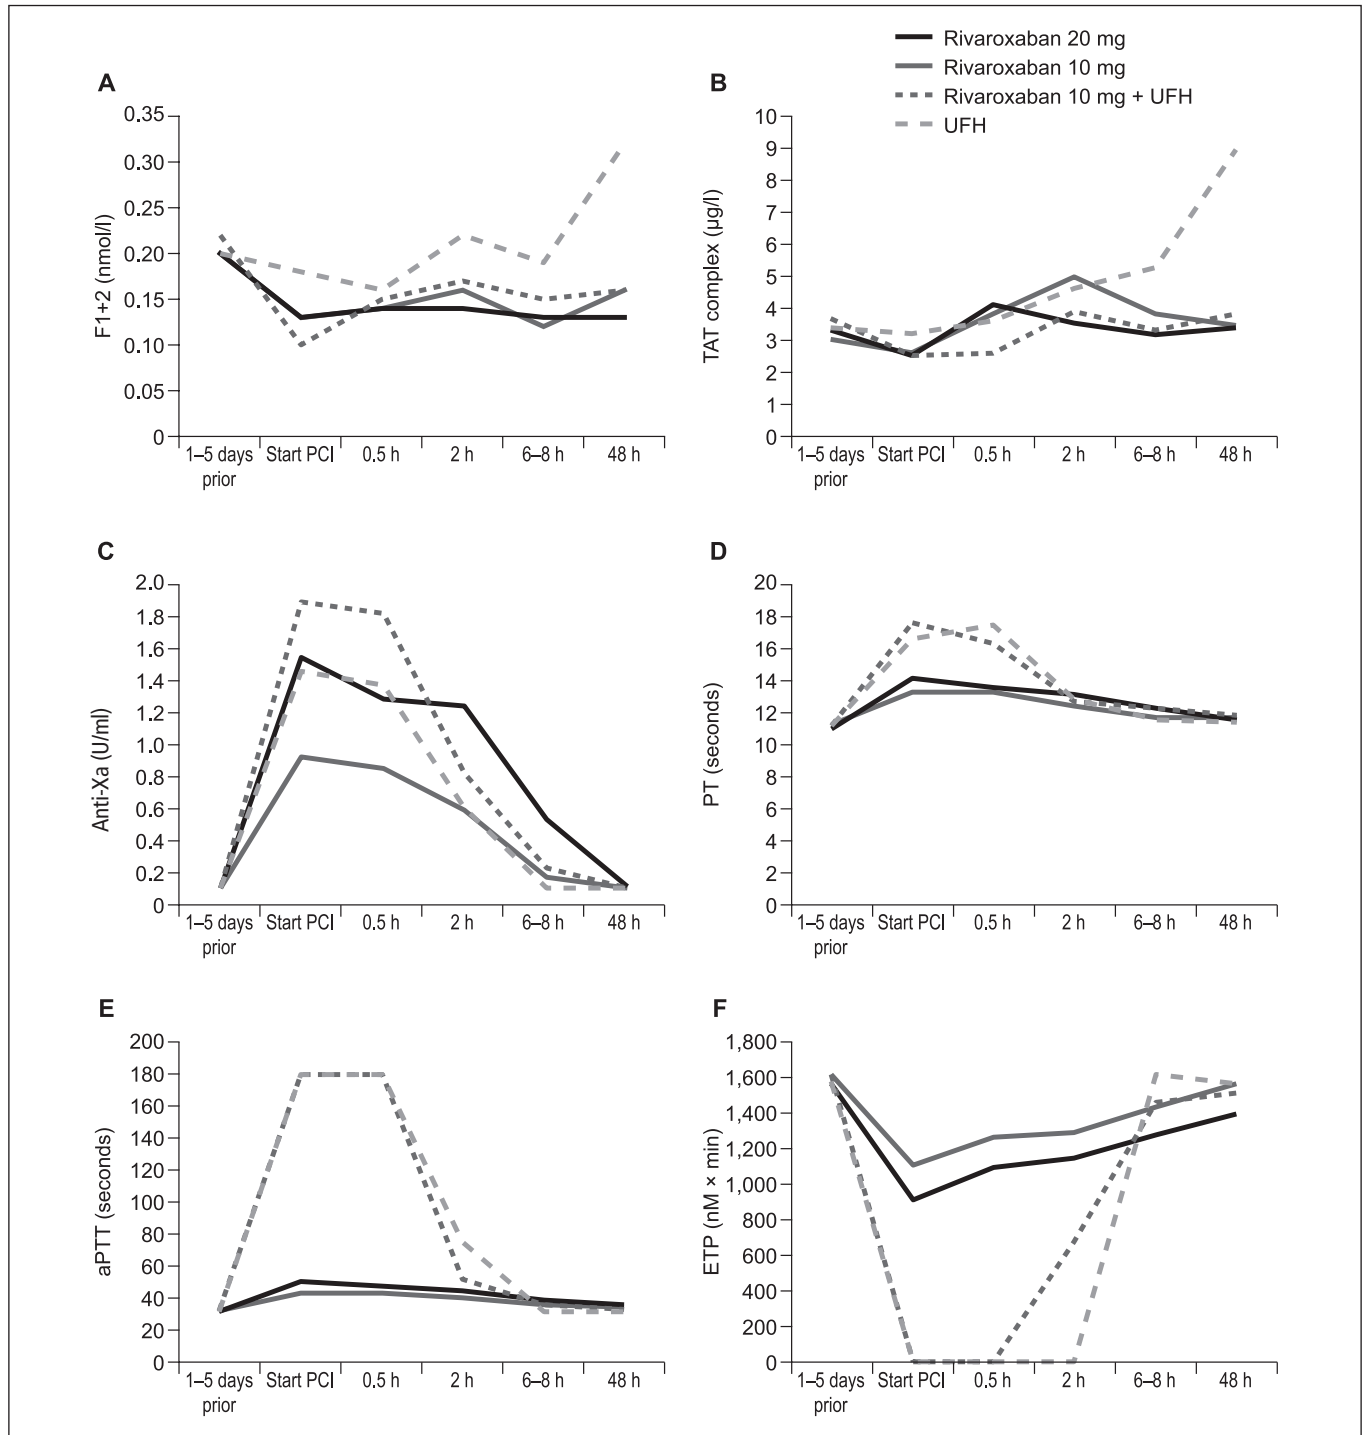 Rivaroxaban 20 mg
Rivaroxaban 10 mg
Rivaroxaban 10 mg + UFH
UFH
A
0.35
0.30
0.25
0.20
0.15
0.10
0.05
0
F1+2 (nmol/l)
1–5 days prior
Start PCI
0.5 h
2 h
6–8 h
48 h
B
10
9
8
7
6
5
4
3
2
1
0
TAT complex (µg/l)
1–5 days prior
Start PCI
0.5 h
2 h
6–8 h
48 h
C
2.0
1.8
1.6
1.4
1.2
1.0
0.8
0.6
0.4
0.2
0
Anti-Xa (U/ml)
1–5 days prior
Start PCI
0.5 h
2 h
6–8 h
48 h
D
20
18
16
14
12
10
8
6
4
2
0
PT (seconds)
1–5 days prior
Start PCI
0.5 h
2 h
6–8 h
48 h
E
200
180
160
140
120
100
80
60
40
20
0
aPTT (seconds)
1–5 days prior
Start PCI
0.5 h
2 h
6–8 h
48 h
F
1,800
1,600
1,400
1,200
1,000
800
600
400
200
0
ETP (nM × min)
1–5 days prior
Start PCI
0.5 h
2 h
6–8 h
48 h